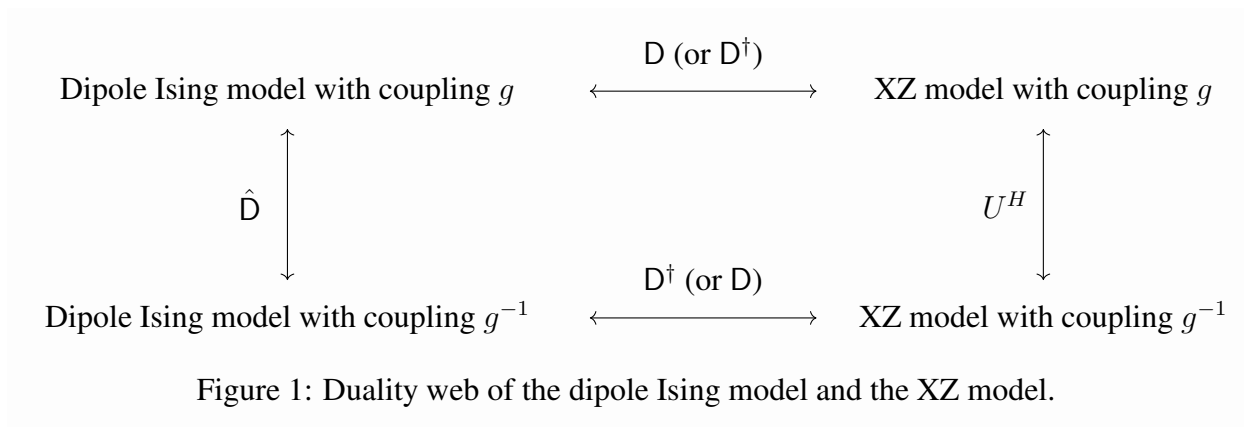 D (or D†)
Dipole Ising model with coupling g XZ model with coupling g
D̂ U^H
D† (or D)
Dipole Ising model with coupling g⁻¹ XZ model with coupling g⁻¹
Figure 1: Duality web of the dipole Ising model and the XZ model.